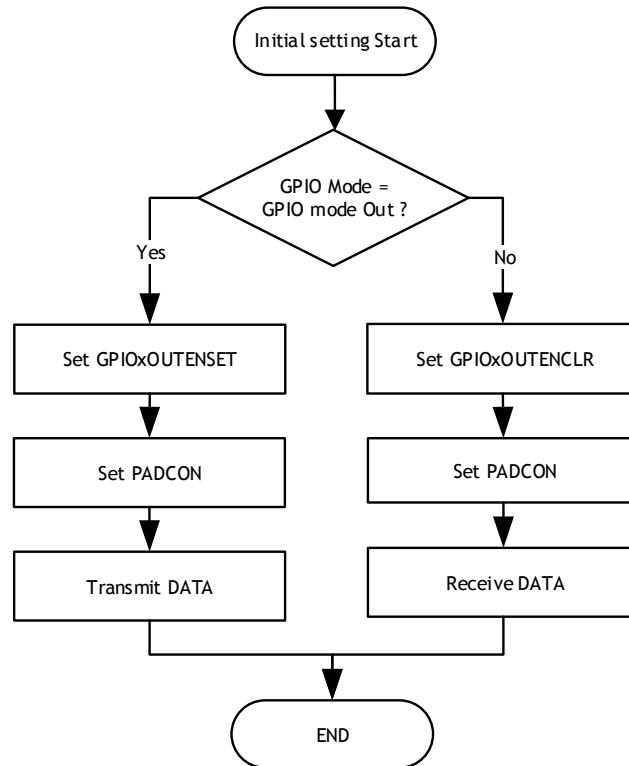 Initial setting Start
GPIO Mode =
GPIO mode Out ?
Yes
No
Set GPIOxOUTENSET
Set GPIOxOUTENCLR
Set PADCON
Set PADCON
Transmit DATA
Receive DATA
END